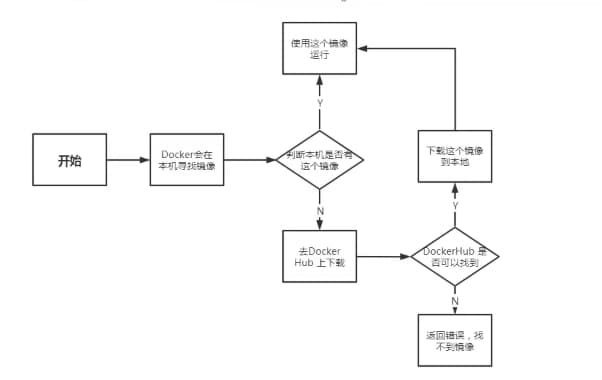 使用这个镜像
运行
Y
开始
Docker会在
本机寻找镜像
判断本机是否有
这个镜像
下载这个镜像
到本地
N
Y
去Docker
Hub 上下载
DockerHub 是
否可以找到
N
返回错误，找
不到镜像